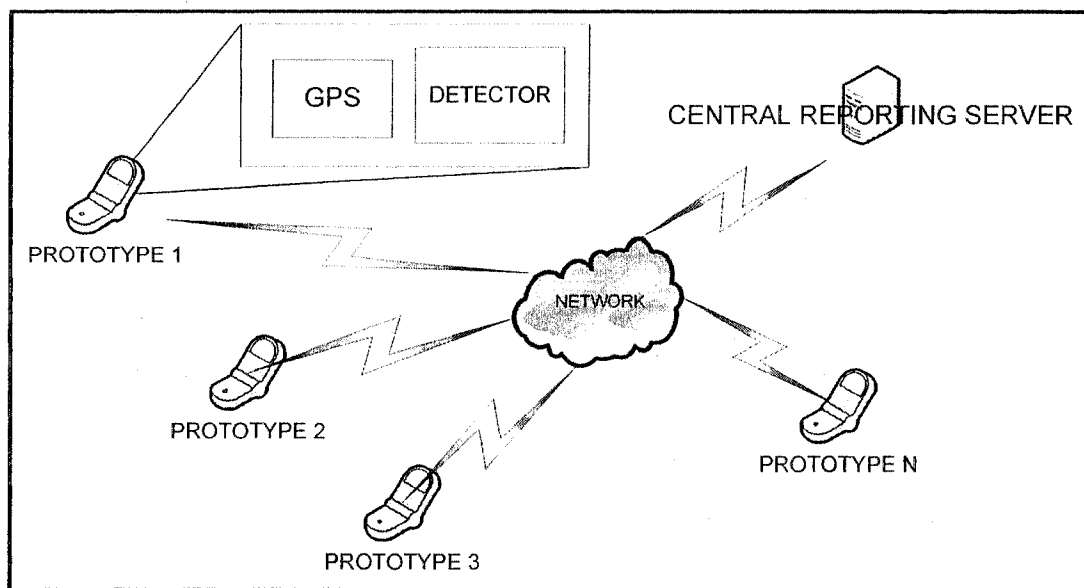 GPS
DETECTOR
CENTRAL REPORTING SERVER
PROTOTYPE 1
NETWORK
PROTOTYPE 2
PROTOTYPE N
PROTOTYPE 3